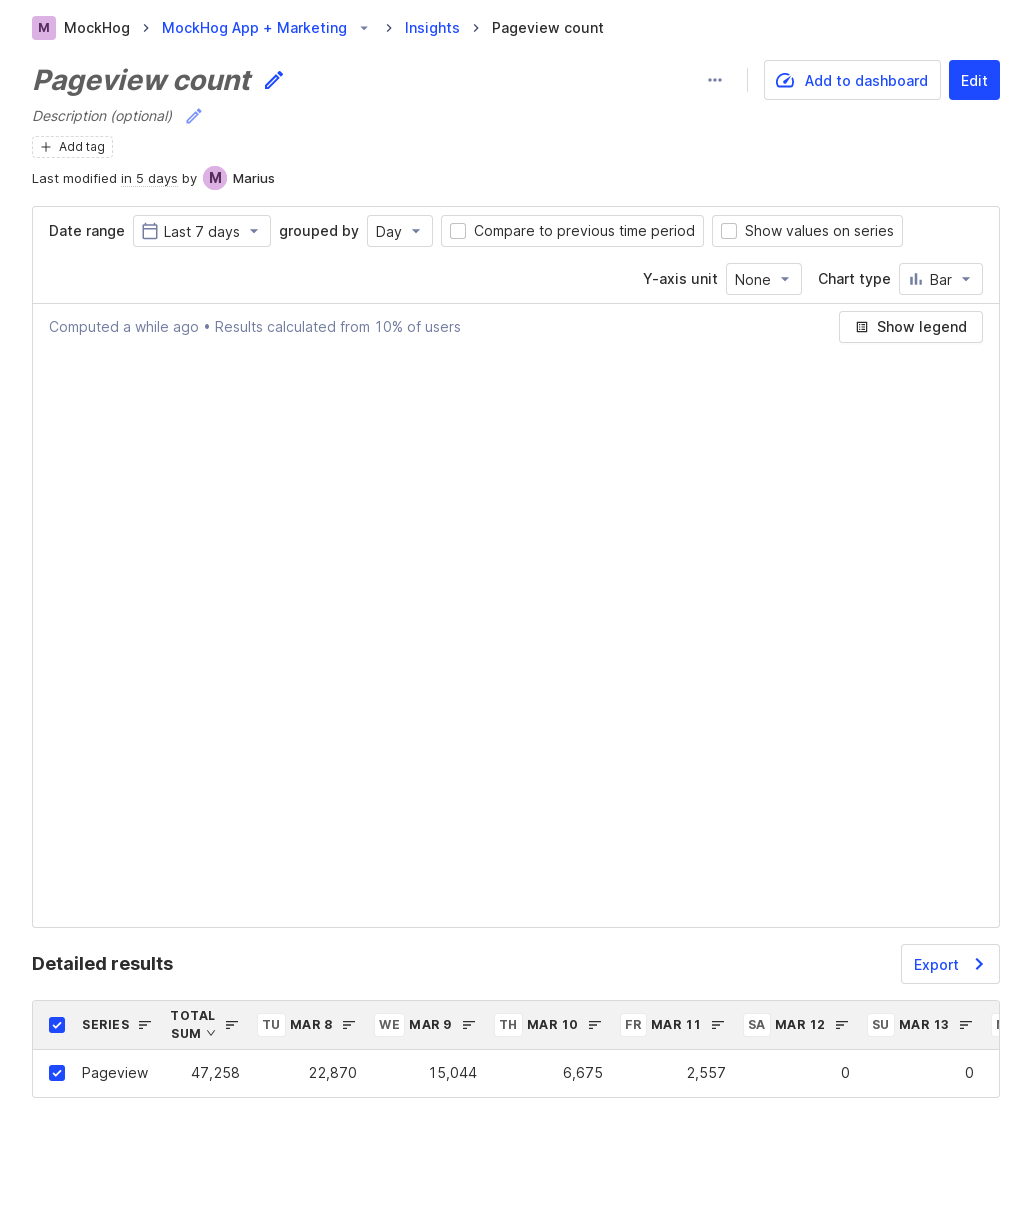 M MockHog > MockHog App + Marketing > Insights > Pageview count
Pageview count
Add to dashboard
Edit
Description (optional)
+ Add tag
Last modified in 5 days by M Marius
Date range Last 7 days grouped by Day Compare to previous time period Show values on series
Y-axis unit None Chart type Bar
Computed a while ago • Results calculated from 10% of users
Show legend
Detailed results
Export
SERIES TOTAL SUM TU MAR 8 WE MAR 9 TH MAR 10 FR MAR 11 SA MAR 12 SU MAR 13
Pageview 47,258 22,870 15,044 6,675 2,557 0 0